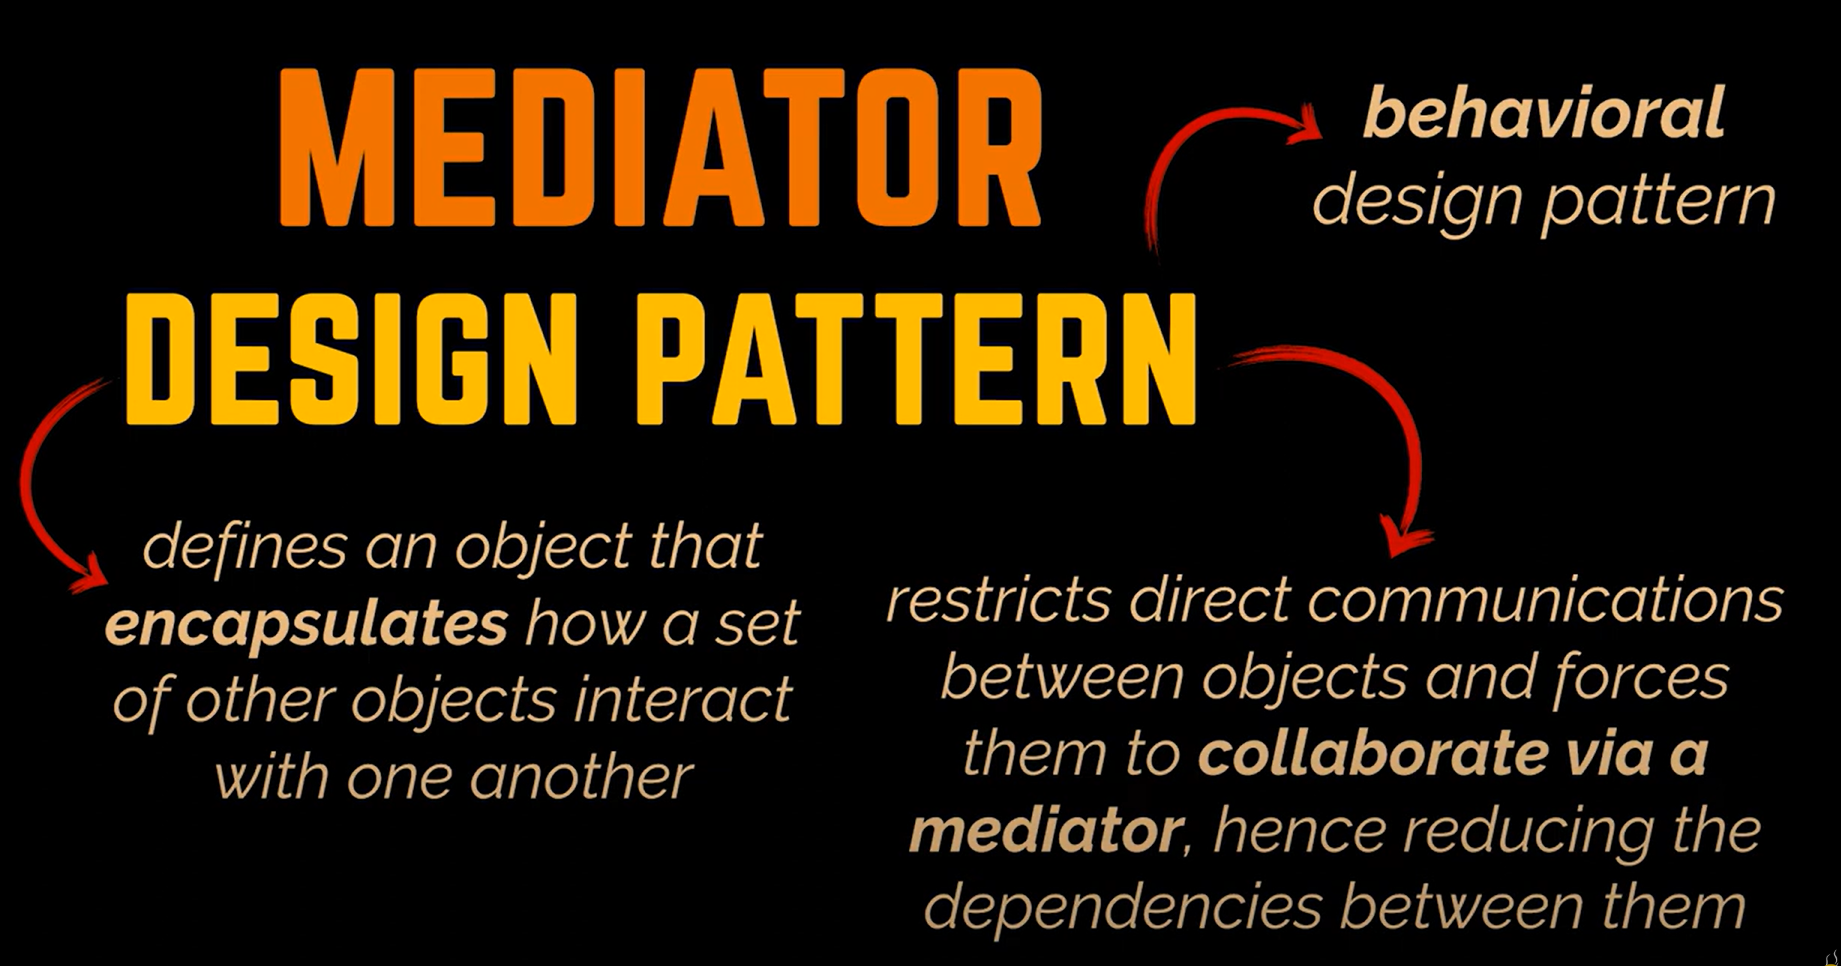 MEDIATOR
DESIGN PATTERN
behavioral
design pattern
defines an object that
encapsulates how a set
of other objects interact
with one another
restricts direct communications
between objects and forces
them to collaborate via a
mediator, hence reducing the
dependencies between them